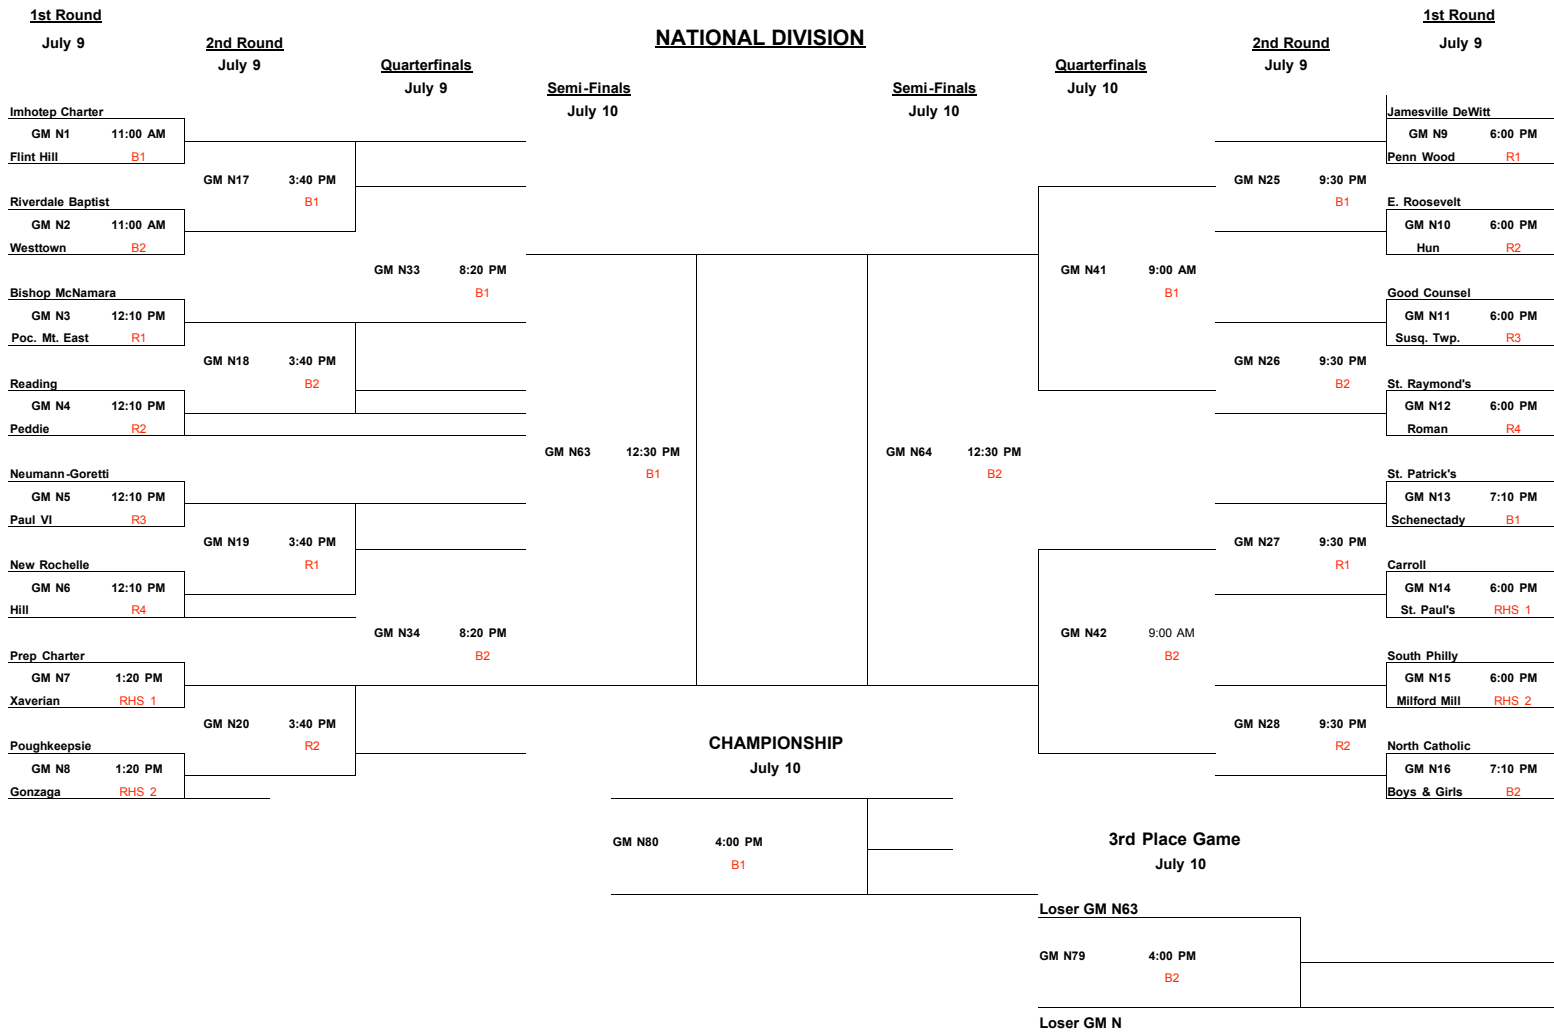 1st Round
July 9
2nd Round
July 9
Quarterfinals
July 9
Semi-Finals
July 10
NATIONAL DIVISION
Semi-Finals
July 10
Quarterfinals
July 10
2nd Round
July 9
1st Round
July 9
Imhotep Charter
GM N1 11:00 AM
Flint Hill B1
Riverdale Baptist
GM N2 11:00 AM
Westtown B2
Bishop McNamara
GM N3 12:10 PM
Poc. Mt. East R1
Reading
GM N4 12:10 PM
Peddie R2
Neumann-Goretti
GM N5 12:10 PM
Paul VI R3
New Rochelle
GM N6 12:10 PM
Hill R4
Prep Charter
GM N7 1:20 PM
Xaverian RHS 1
Poughkeepsie
GM N8 1:20 PM
Gonzaga RHS 2
GM N17 3:40 PM
B1
GM N18 3:40 PM
B2
GM N19 3:40 PM
R1
GM N20 3:40 PM
R2
GM N33 8:20 PM
B1
GM N34 8:20 PM
B2
GM N63 12:30 PM
B1
GM N64 12:30 PM
B2
GM N41 9:00 AM
B1
GM N42 9:00 AM
B2
GM N25 9:30 PM
B1
GM N26 9:30 PM
B2
GM N27 9:30 PM
R1
GM N28 9:30 PM
R2
Jamesville DeWitt
GM N9 6:00 PM
Penn Wood R1
E. Roosevelt
GM N10 6:00 PM
Hun R2
Good Counsel
GM N11 6:00 PM
Susq. Twp. R3
St. Raymond's
GM N12 6:00 PM
Roman R4
St. Patrick's
GM N13 7:10 PM
Schenectady B1
Carroll
GM N14 6:00 PM
St. Paul's RHS 1
South Philly
GM N15 6:00 PM
Milford Mill RHS 2
North Catholic
GM N16 7:10 PM
Boys & Girls B2
CHAMPIONSHIP
July 10
GM N80 4:00 PM
B1
3rd Place Game
July 10
Loser GM N63
GM N79 4:00 PM
B2
Loser GM N